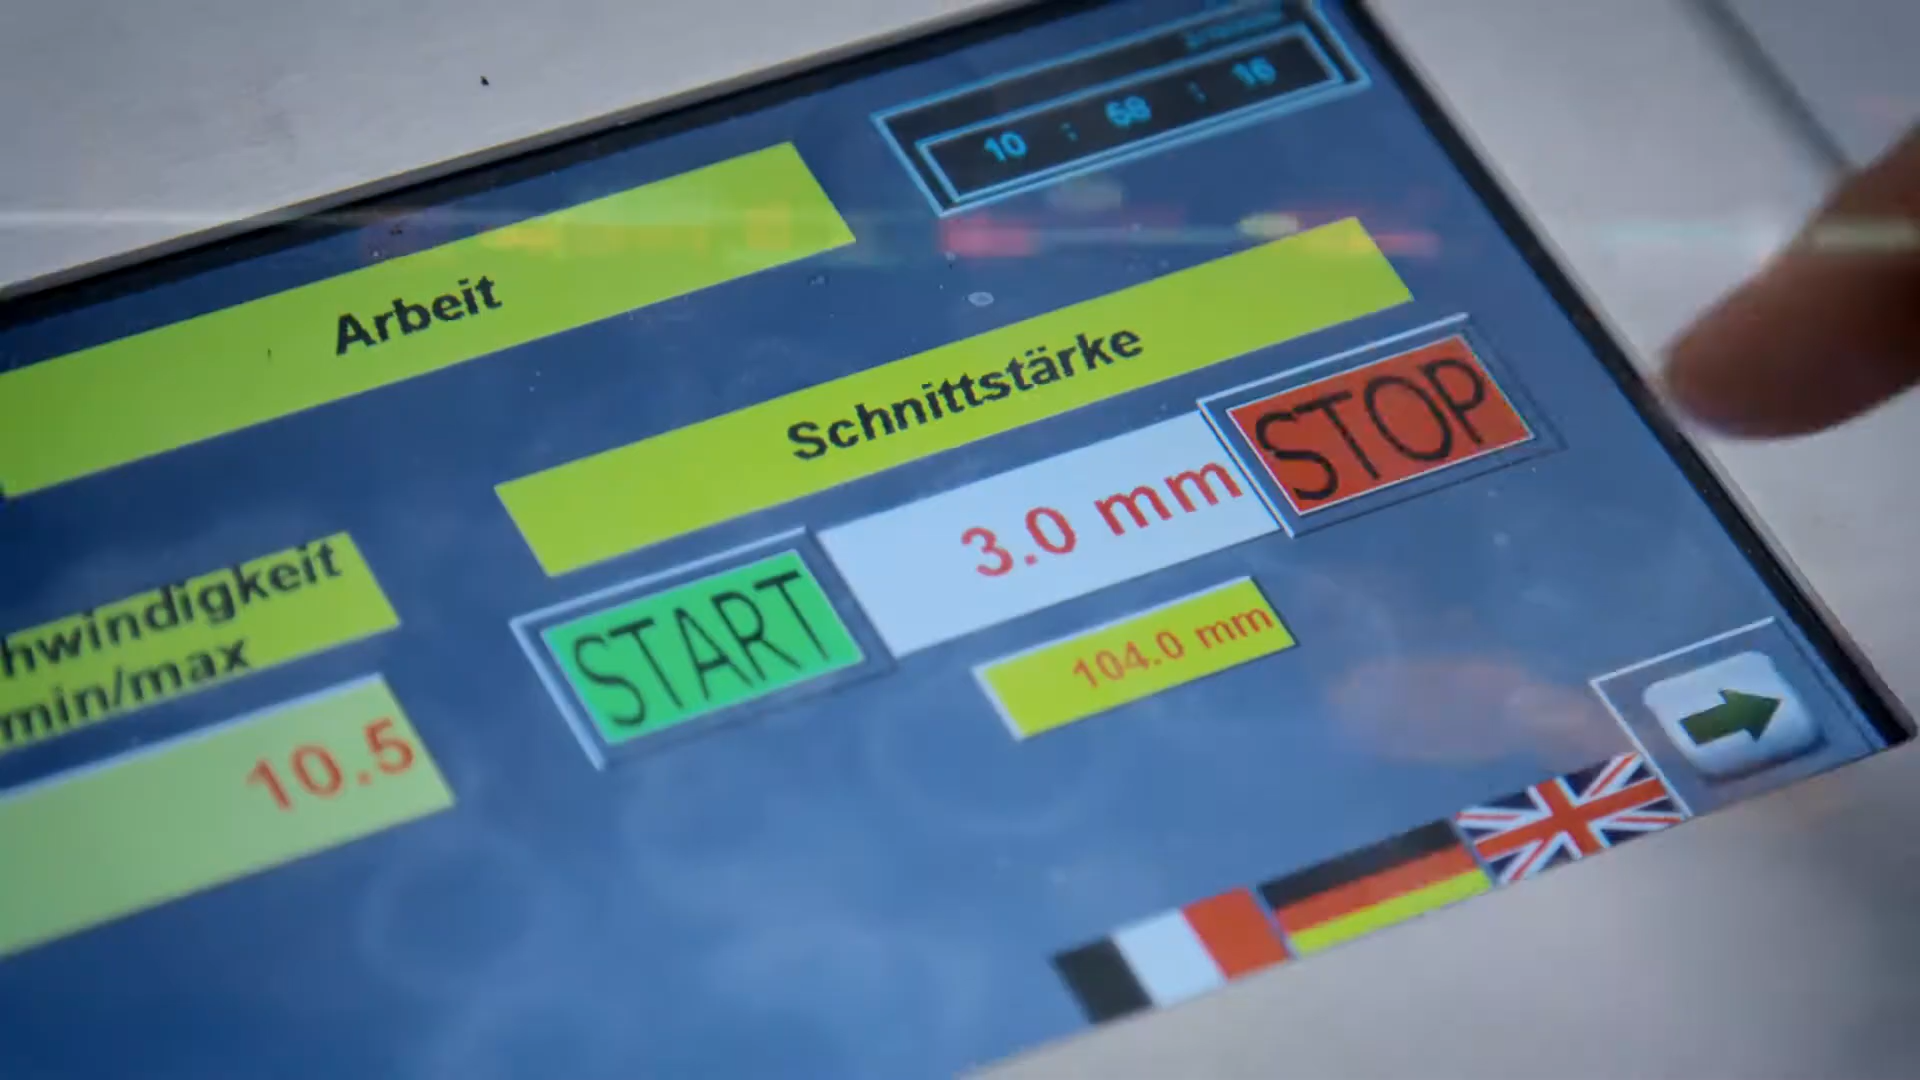 10 : 58 : 16
Arbeit
Schnittstärke
STOP
3.0 mm
START
104.0 mm
hwindigkeit
min/max
10.5